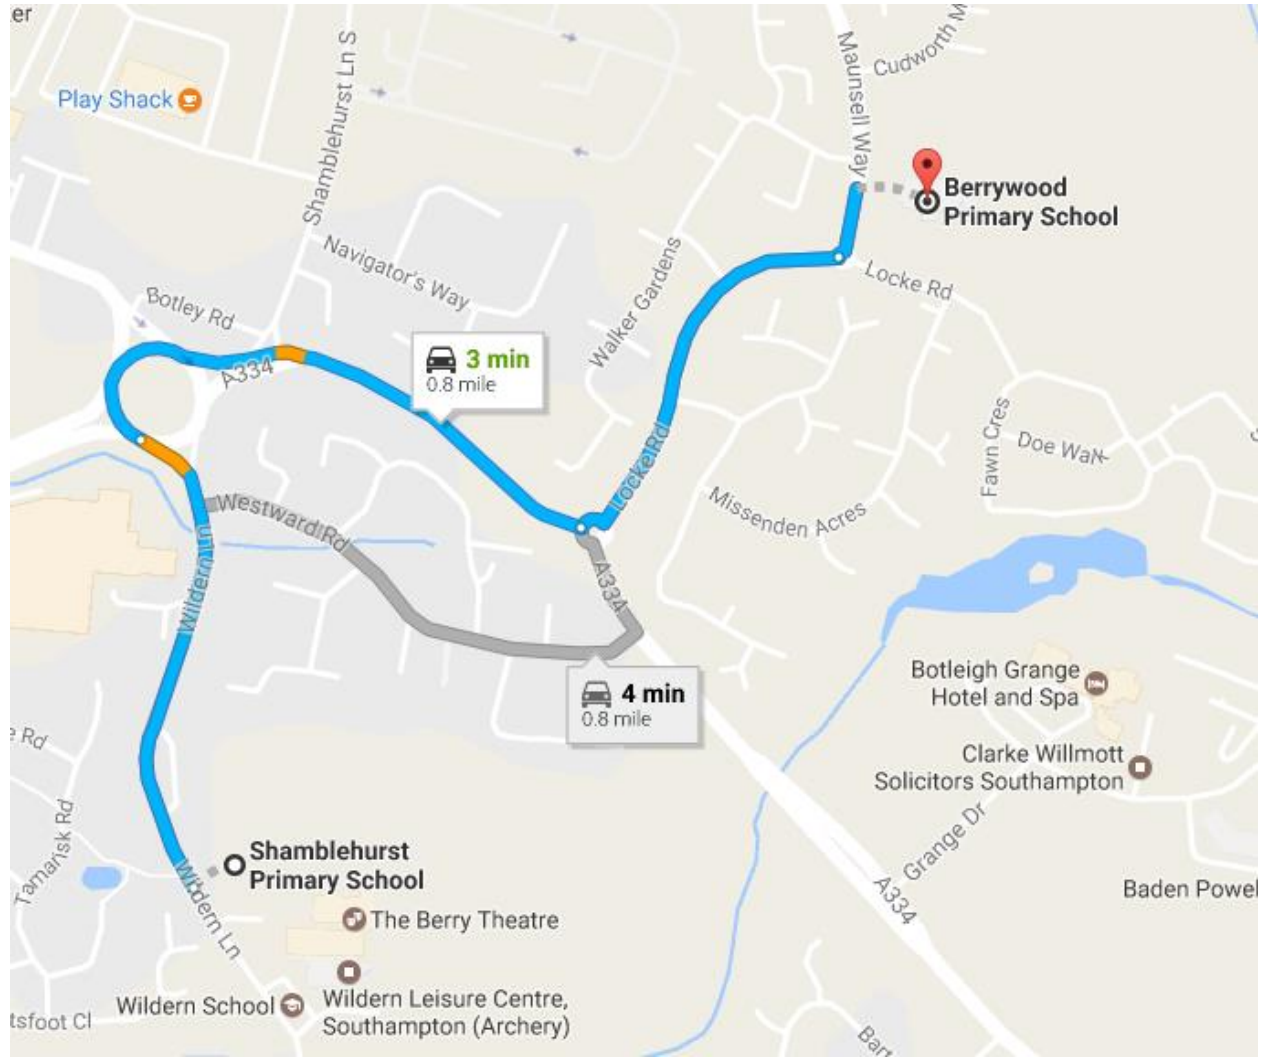 er
Play Shack
Shamblehurst Ln S
Maunsell Way
Cudworth M
Berrywood
Primary School
Navigator's Way
Walker Gardens
Locke Rd
Botley Rd
3 min
0.8 mile
A334
Fawn Cres
Doe Walk
Locke Rd
Missenden Acres
Westward Rd
Wildern Ln
A334
4 min
0.8 mile
Botleigh Grange
Hotel and Spa
Clarke Willmott
Solicitors Southampton
e Rd
Tamarisk Rd
Shamblehurst
Primary School
Grange Dr
A334
Baden Powel
The Berry Theatre
Wildern Ln
Wildern School
Wildern Leisure Centre,
Southampton (Archery)
tsfoot Cl
Bart